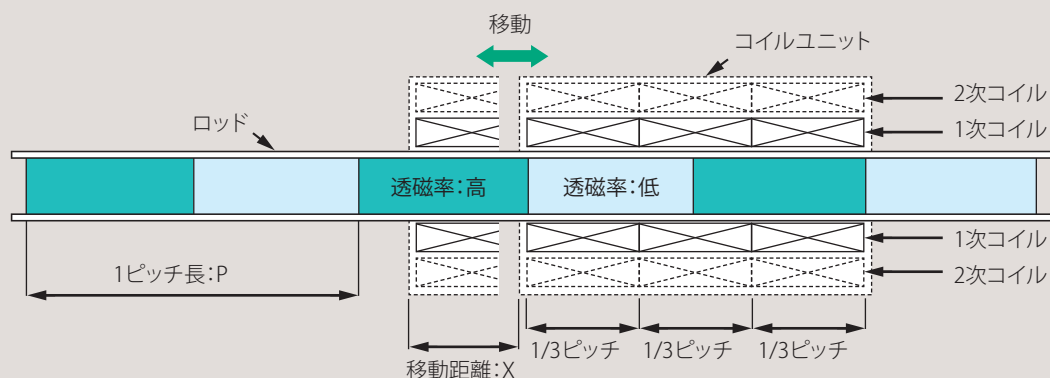 移動
コイルユニット
2次コイル
ロッド
1次コイル
透磁率:高
透磁率:低
1次コイル
1ピッチ長:P
2次コイル
1/3ピッチ
1/3ピッチ
1/3ピッチ
移動距離:X